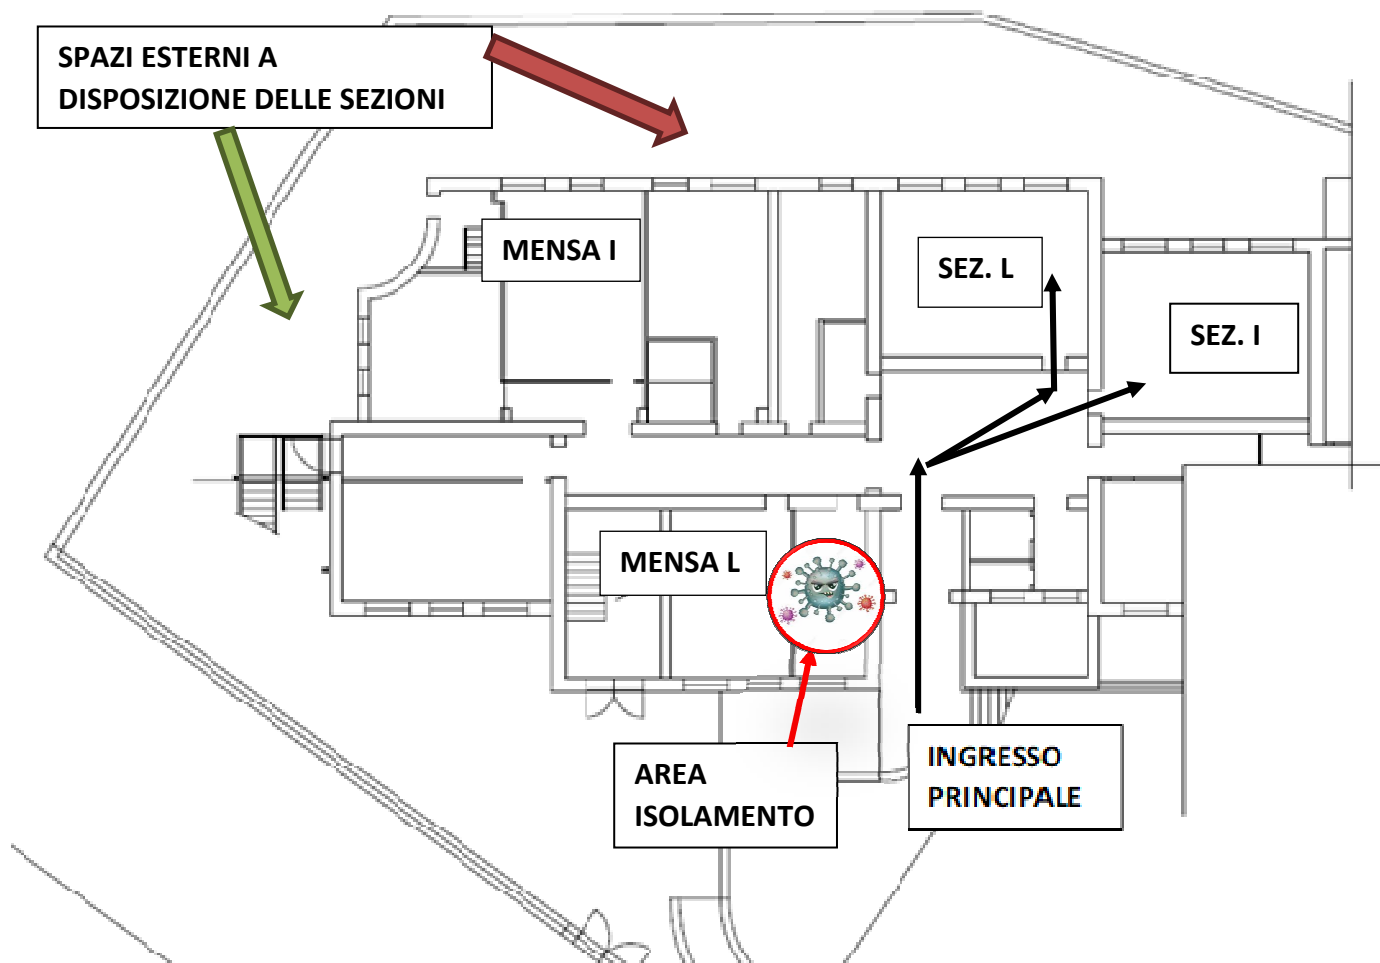 SPAZI ESTERNI A
DISPOSIZIONE DELLE SEZIONI
MENSA I
SEZ. L
SEZ. I
MENSA L
AREA
ISOLAMENTO
INGRESSO
PRINCIPALE